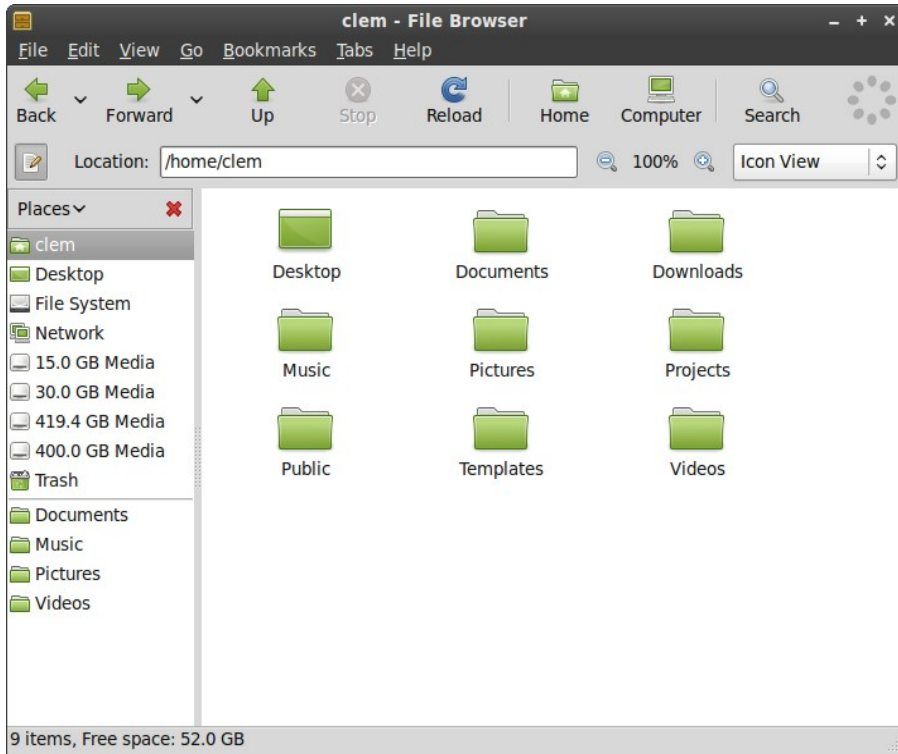 clem - File Browser
File Edit View Go Bookmarks Tabs Help
Back Forward Up Stop Reload Home Computer Search
Location: /home/clem 100% Icon View
Places
clem
Desktop
File System
Network
15.0 GB Media
30.0 GB Media
419.4 GB Media
400.0 GB Media
Trash
Documents
Music
Pictures
Videos
Desktop Documents Downloads
Music Pictures Projects
Public Templates Videos
9 items, Free space: 52.0 GB